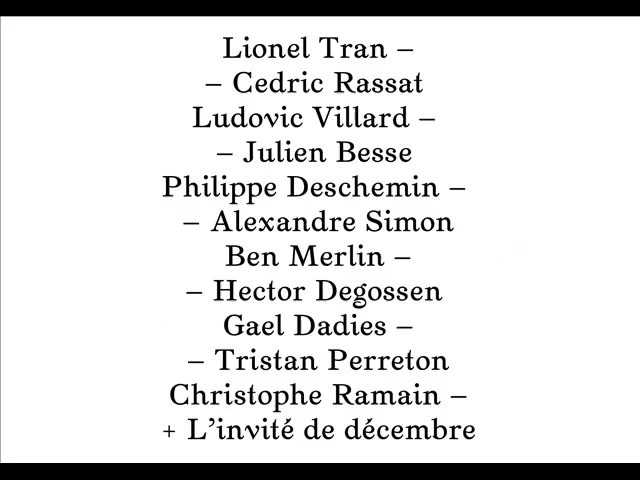 Lionel Tran –
– Cedric Rassat
Ludovic Villard –
– Julien Besse
Philippe Deschemin –
– Alexandre Simon
Ben Merlin –
– Hector Degossen
Gael Dadies –
– Tristan Perreton
Christophe Ramain –
+ L’invité de décembre